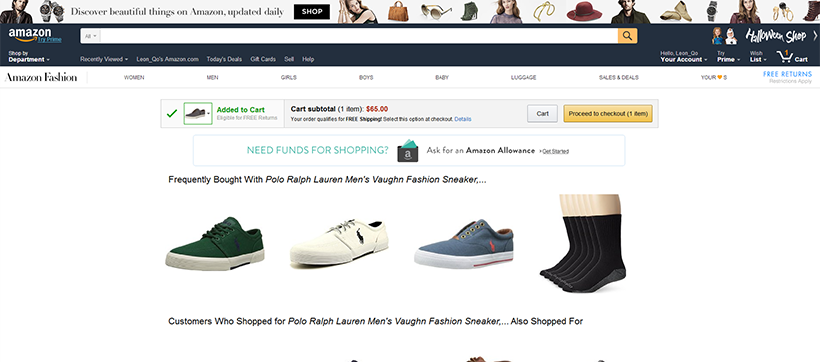 Discover beautiful things on Amazon, updated daily SHOP
amazon
Try Prime
All
Halloween Shop
Shop by
Department
Recently Viewed Leon_Qo's Amazon.com Today's Deals Gift Cards Sell Help
Hello, Leon_Qo
Your Account
Try
Prime
Wish
List
1
Cart
Amazon Fashion WOMEN MEN GIRLS BOYS BABY LUGGAGE SALES & DEALS YOUR S
FREE RETURNS
Restrictions Apply
Added to Cart
Eligible for FREE Returns
Cart subtotal (1 item): $65.00
Your order qualifies for FREE Shipping! Select this option at checkout. Details
Cart
Proceed to checkout (1 item)
NEED FUNDS FOR SHOPPING? a Ask for an Amazon Allowance > Get Started
Frequently Bought With Polo Ralph Lauren Men's Vaughn Fashion Sneaker,...
Customers Who Shopped for Polo Ralph Lauren Men's Vaughn Fashion Sneaker,... Also Shopped For